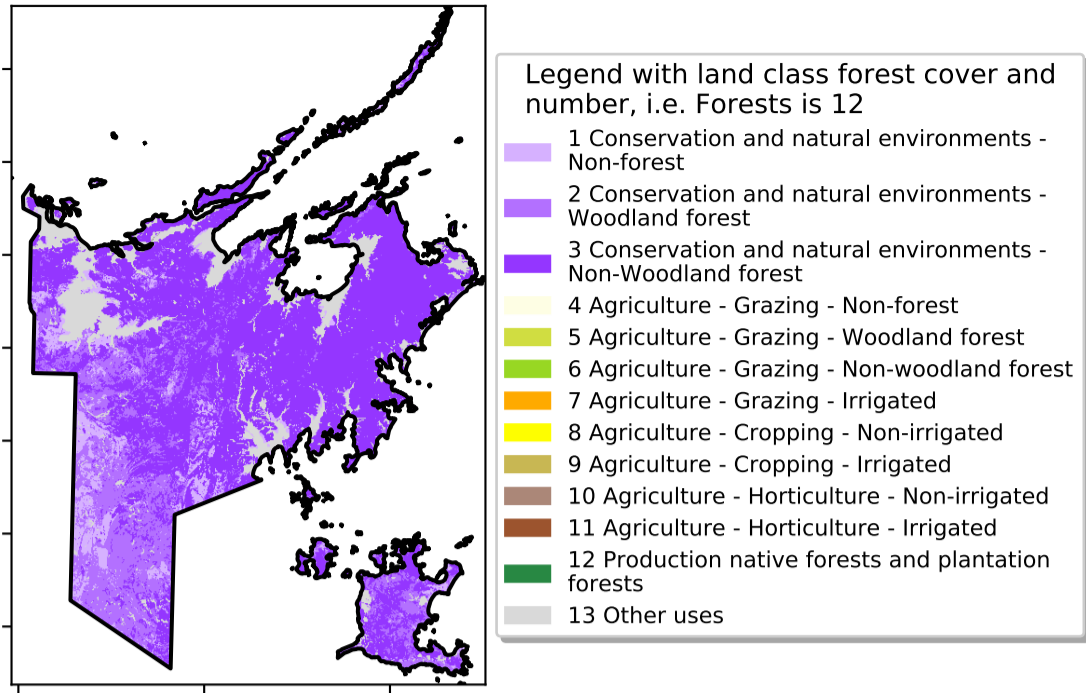 Legend with land class forest cover and
number, i.e. Forests is 12
1 Conservation and natural environments -
Non-forest
2 Conservation and natural environments -
Woodland forest
3 Conservation and natural environments -
Non-Woodland forest
4 Agriculture - Grazing - Non-forest
5 Agriculture - Grazing - Woodland forest
6 Agriculture - Grazing - Non-woodland forest
7 Agriculture - Grazing - Irrigated
8 Agriculture - Cropping - Non-irrigated
9 Agriculture - Cropping - Irrigated
10 Agriculture - Horticulture - Non-irrigated
11 Agriculture - Horticulture - Irrigated
12 Production native forests and plantation
forests
13 Other uses